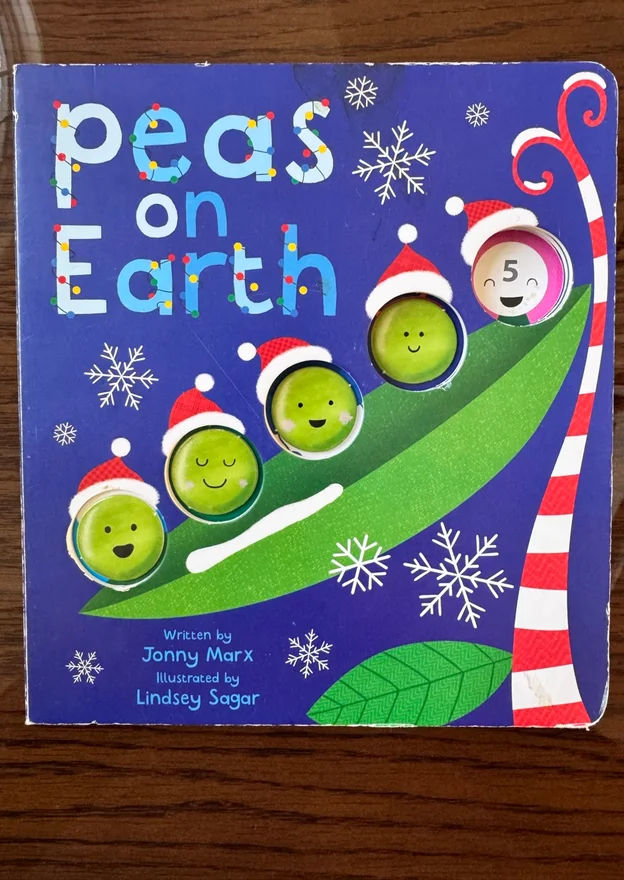 peas
on
Earth
5
Written by
Jonny Marx
Illustrated by
Lindsey Sagar